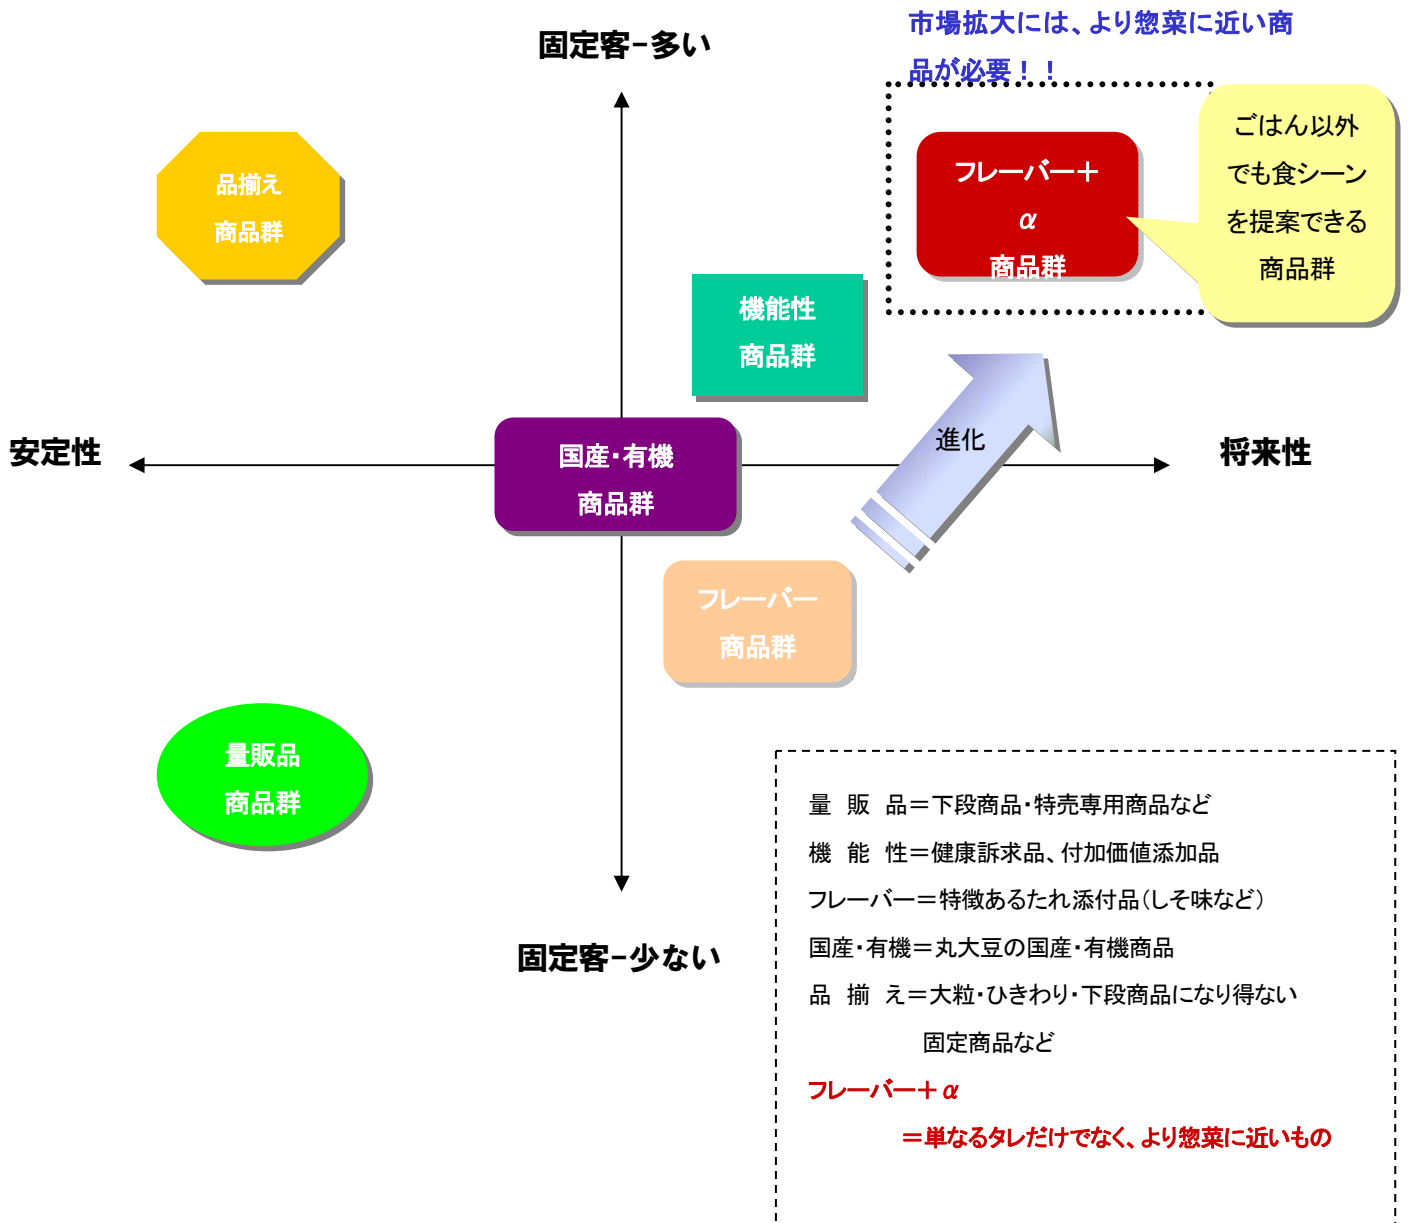 市場拡大には、より惣菜に近い商
品が必要！！
固定客-多い
ごはん以外
でも食シーン
を提案できる
商品群
フレーバー＋
α
商品群
品揃え
商品群
機能性
商品群
進化
安定性
将来性
国産・有機
商品群
フレーバー
商品群
量販品
商品群
固定客-少ない
量　販　品＝下段商品・特売専用商品など
機　能　性＝健康訴求品、付加価値添加品
フレーバー＝特徴あるたれ添付品（しそ味など）
国産・有機＝丸大豆の国産・有機商品
品　揃　え＝大粒・ひきわり・下段商品になり得ない
固定商品など
フレーバー＋α
＝単なるタレだけでなく、より惣菜に近いもの